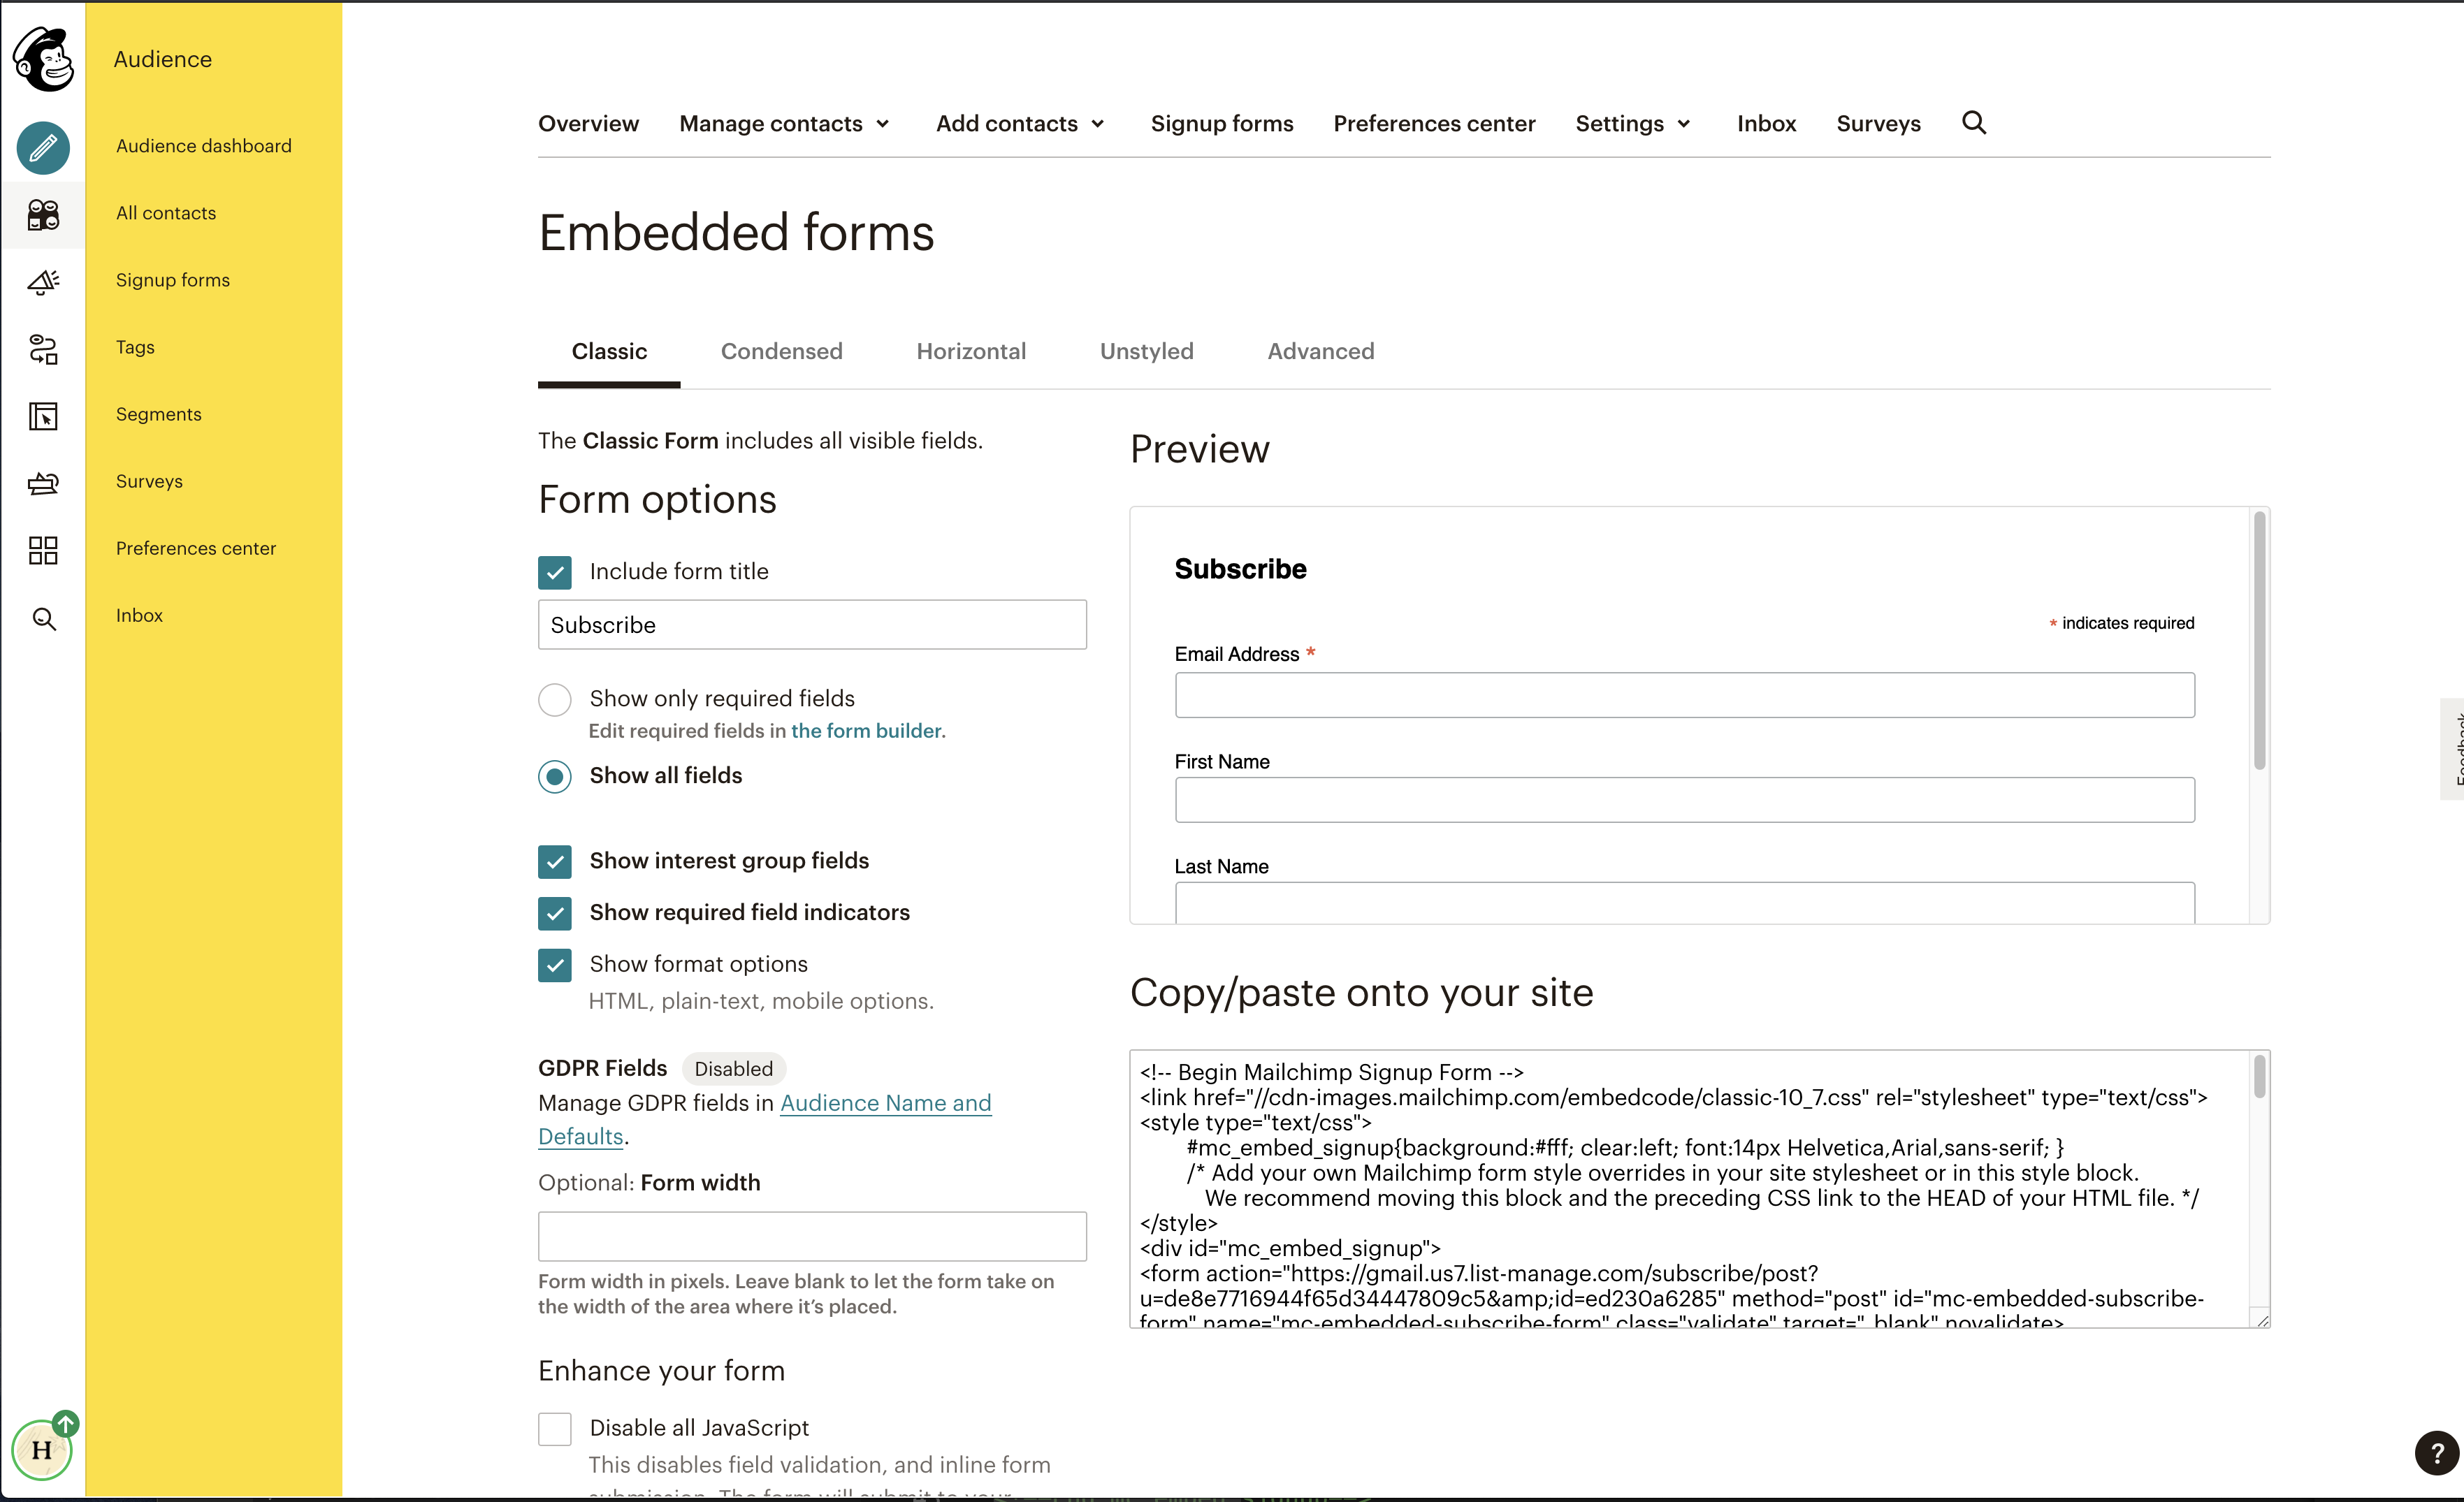 Audience
Audience dashboard
All contacts
Signup forms
Tags
Segments
Surveys
Preferences center
Inbox
H
Overview Manage contacts Add contacts Signup forms Preferences center Settings Inbox Surveys
Embedded forms
Classic Condensed Horizontal Unstyled Advanced
The Classic Form includes all visible fields.
Form options
Include form title
Subscribe
Show only required fields
Edit required fields in the form builder.
Show all fields
Show interest group fields
Show required field indicators
Show format options
HTML, plain-text, mobile options.
GDPR Fields Disabled
Manage GDPR fields in Audience Name and
Defaults.
Optional: Form width
Form width in pixels. Leave blank to let the form take on
the width of the area where it's placed.
Enhance your form
Disable all JavaScript
This disables field validation, and inline form
submission. The form will submit to your
Preview
Subscribe
* indicates required
Email Address *
First Name
Last Name
Copy/paste onto your site
<!-- Begin Mailchimp Signup Form -->
<link href="//cdn-images.mailchimp.com/embedcode/classic-10_7.css" rel="stylesheet" type="text/css">
<style type="text/css">
#mc_embed_signup{background:#fff; clear:left; font:14px Helvetica,Arial,sans-serif; }
/* Add your own Mailchimp form style overrides in your site stylesheet or in this style block.
We recommend moving this block and the preceding CSS link to the HEAD of your HTML file. */
</style>
<div id="mc_embed_signup">
<form action="https://gmail.us7.list-manage.com/subscribe/post?
u=de8e7716944f65d34447809c5&amp;id=ed230a6285" method="post" id="mc-embedded-subscribe-
form" name="mc-embedded-subscribe-form" class="validate" target="_blank" novalidate>
Feedback
?